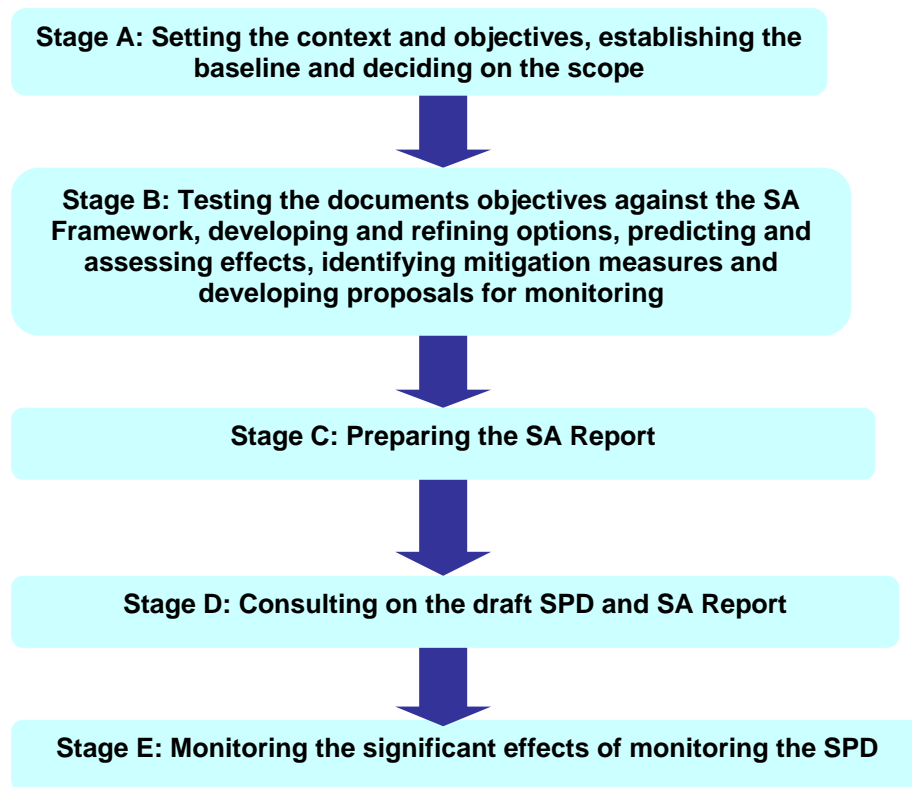 Stage A: Setting the context and objectives, establishing the
baseline and deciding on the scope
Stage B: Testing the documents objectives against the SA
Framework, developing and refining options, predicting and
assessing effects, identifying mitigation measures and
developing proposals for monitoring
Stage C: Preparing the SA Report
Stage D: Consulting on the draft SPD and SA Report
Stage E: Monitoring the significant effects of monitoring the SPD